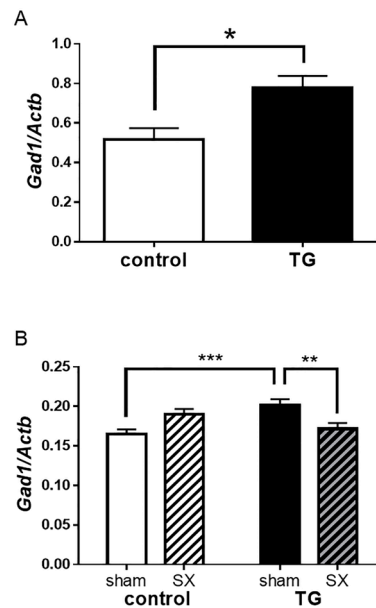 A
*
Gad1/Actb
1.0
0.8
0.6
0.4
0.2
0.0
control TG
B
*** **
Gad1/Actb
0.25
0.20
0.15
0.10
0.05
0.00
sham SX sham SX
control TG